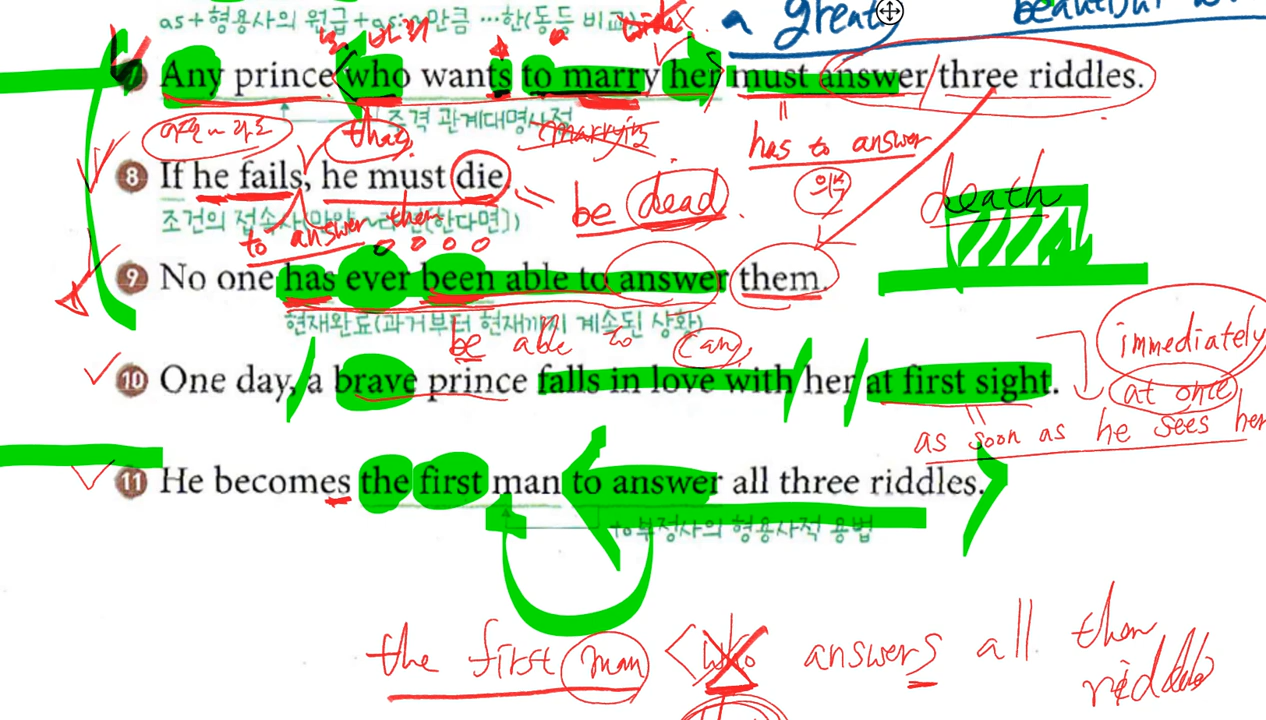 as+형용사의 원급+as: ~만큼 …한(동등 비교)
a great
beautiful
Any prince who wants to marry her must answer three riddles.
that
주격 관계대명사절
marrying
has to answer
의무
8 If he fails, he must die
= be dead.
death
조건의 접속사
to answer them
9 No one has ever been able to answer them.
현재완료(과거부터 현재까지 계속된 상황)
be able to can
immediately
10 One day, a brave prince falls in love with her at first sight.
at once
as soon as he sees her
11 He becomes the first man to answer all three riddles.
to부정사의 형용사적 용법
the first man who answers all